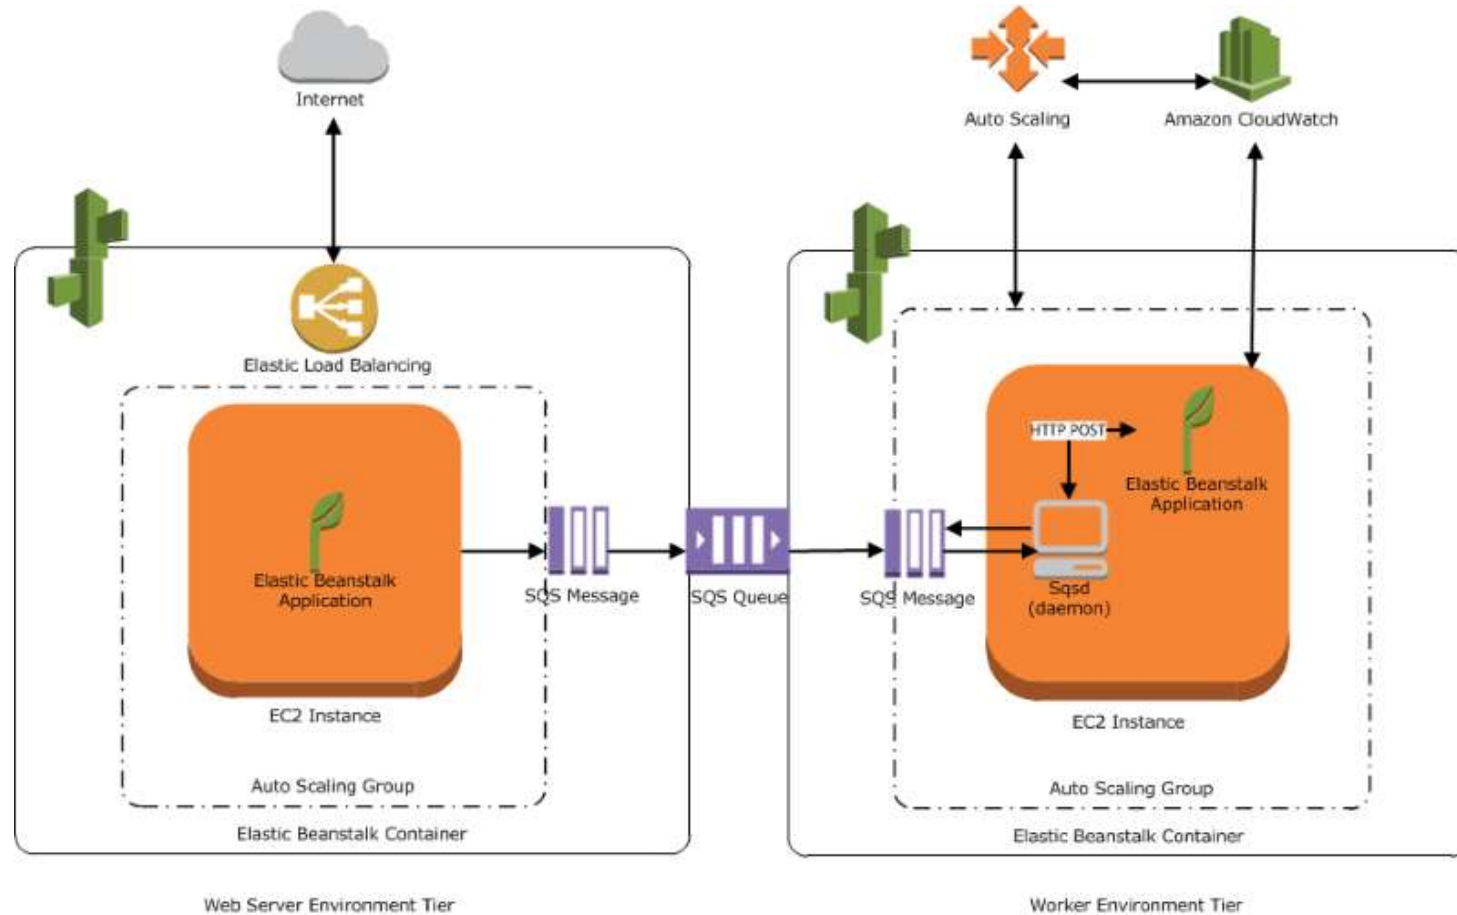 Internet
Auto Scaling
Amazon CloudWatch
Elastic Load Balancing
Elastic Beanstalk
Application
EC2 Instance
Auto Scaling Group
Elastic Beanstalk Container
Web Server Environment Tier
SQS Message
SQS Queue
SQS Message
HTTP POST
Elastic Beanstalk
Application
Sqsd
(daemon)
EC2 Instance
Auto Scaling Group
Elastic Beanstalk Container
Worker Environment Tier